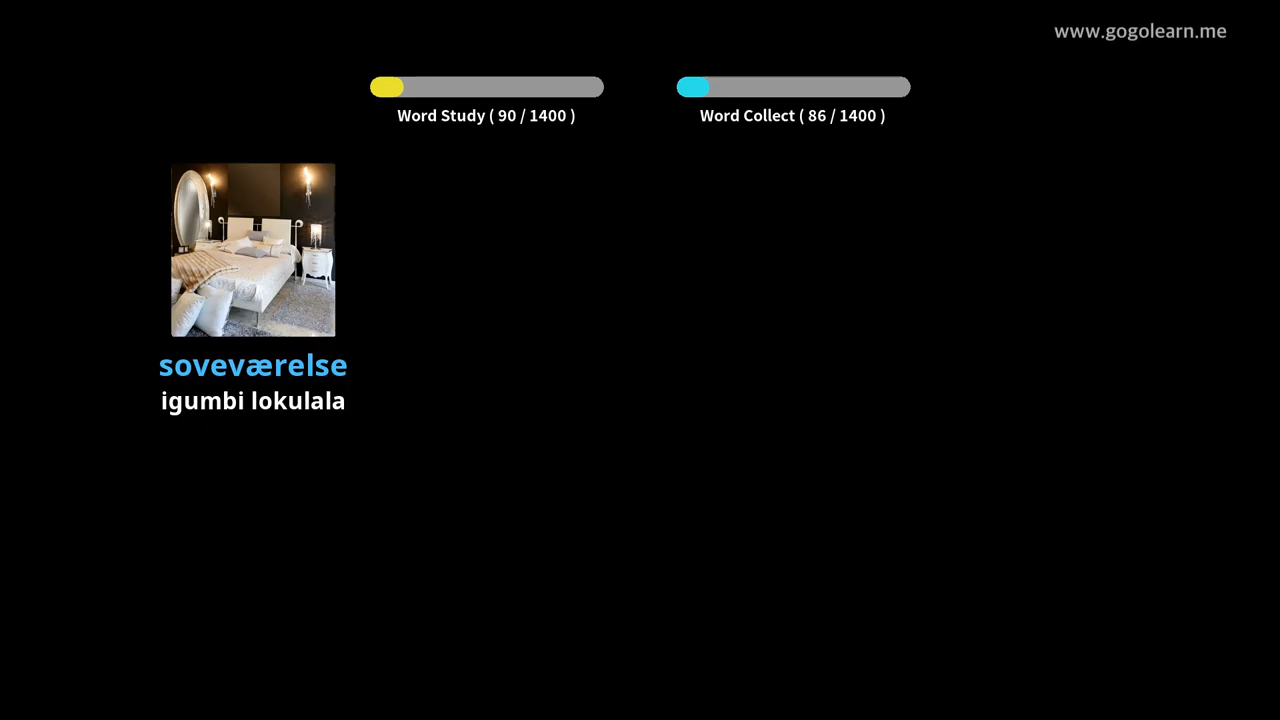 www.gogolearn.me
Word Study ( 90 / 1400 )
Word Collect ( 86 / 1400 )
soveværelse
igumbi lokulala